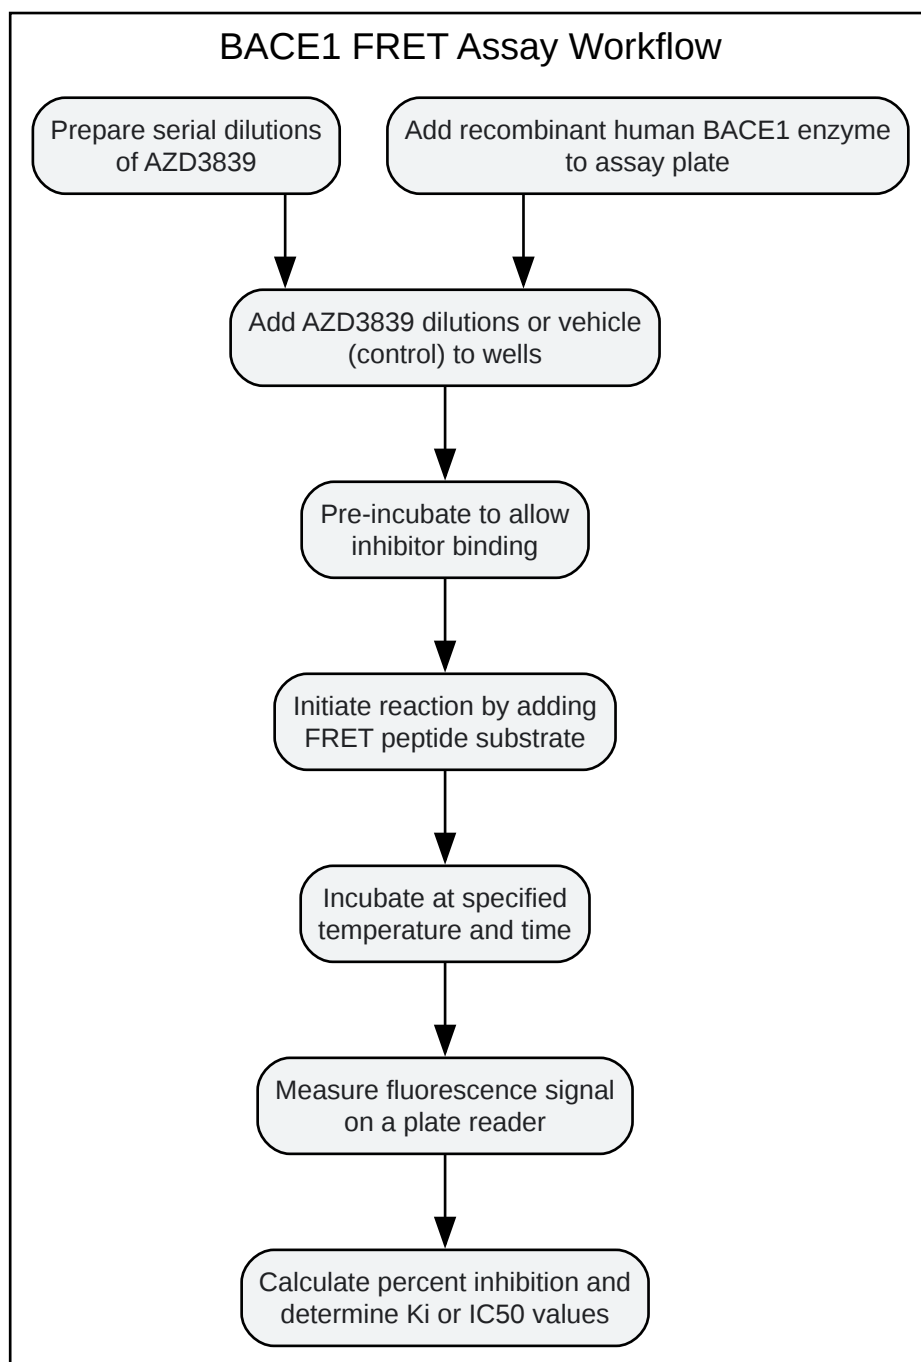 BACE1 FRET Assay Workflow
Prepare serial dilutions
of AZD3839
Add recombinant human BACE1 enzyme
to assay plate
Add AZD3839 dilutions or vehicle
(control) to wells
Pre-incubate to allow
inhibitor binding
Initiate reaction by adding
FRET peptide substrate
Incubate at specified
temperature and time
Measure fluorescence signal
on a plate reader
Calculate percent inhibition and
determine Ki or IC50 values